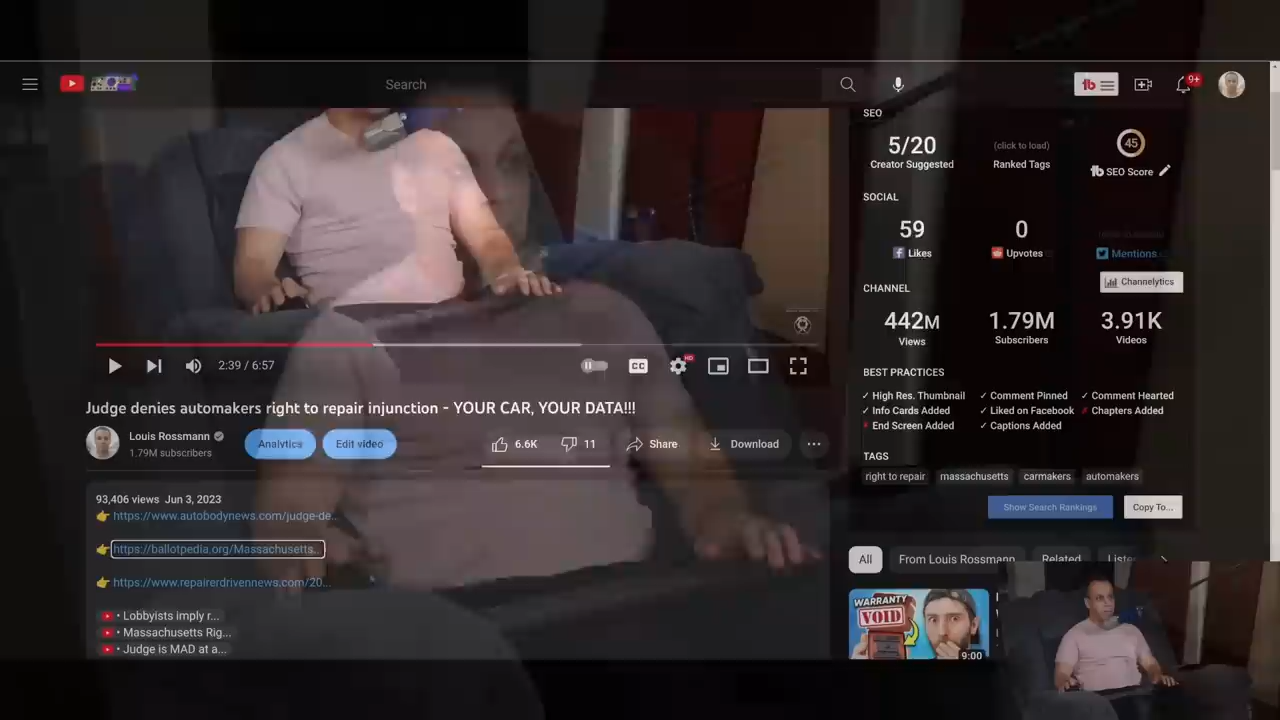 Search
9+
SEO
5/20
Creator Suggested
(click to load)
Ranked Tags
45
tb SEO Score
SOCIAL
59
Likes
0
Upvotes
Mentions
CHANNEL
Channelytics
442M
Views
1.79M
Subscribers
3.91K
Videos
BEST PRACTICES
✓ High Res. Thumbnail
✓ Comment Pinned
✓ Comment Hearted
✓ Info Cards Added
✓ Liked on Facebook
✗ Chapters Added
✗ End Screen Added
✓ Captions Added
TAGS
right to repair
massachusetts
carmakers
automakers
Show Search Rankings
Copy To...
2:39 / 6:57
CC
HD
Judge denies automakers right to repair injunction - YOUR CAR, YOUR DATA!!!
Louis Rossmann
1.79M subscribers
Analytics
Edit video
6.6K
11
Share
Download
93,406 views Jun 3, 2023
👉 https://www.autobodynews.com/judge-de...
👉 https://ballotpedia.org/Massachusetts...
👉 https://www.repairerdrivennews.com/20...
• Lobbyists imply r...
• Massachusetts Rig...
• Judge is MAD at a...
All
From Louis Rossmann
Related
WARRANTY
VOID
9:00